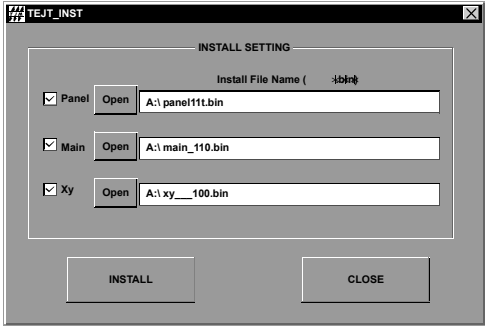 TEJT_INST
INSTALL SETTING
Install File Name (
Panel Open A:\ panel11t.bin
Main Open A:\ main_110.bin
Xy Open A:\ xy___100.bin
INSTALL CLOSE